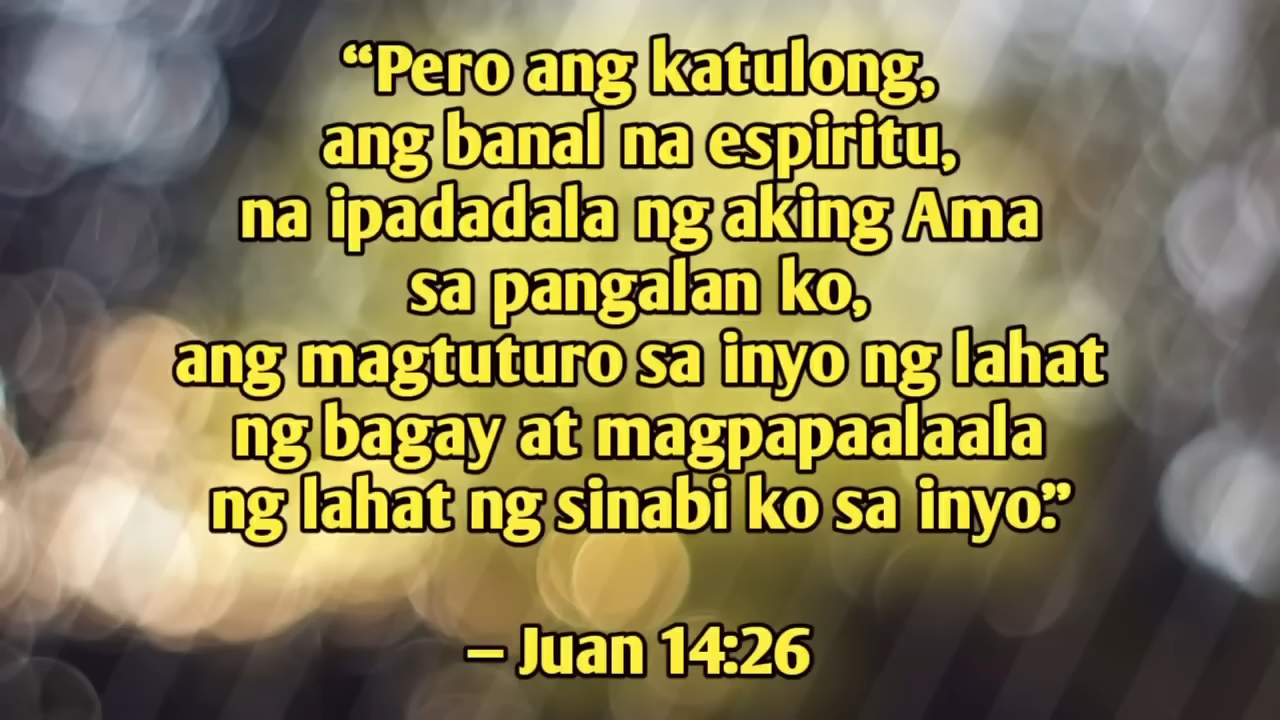 “Pero ang katulong,
ang banal na espiritu,
na ipadadala ng aking Ama
sa pangalan ko,
ang magtuturo sa inyo ng lahat
ng bagay at magpapaalaala
ng lahat ng sinabi ko sa inyo.”
– Juan 14:26